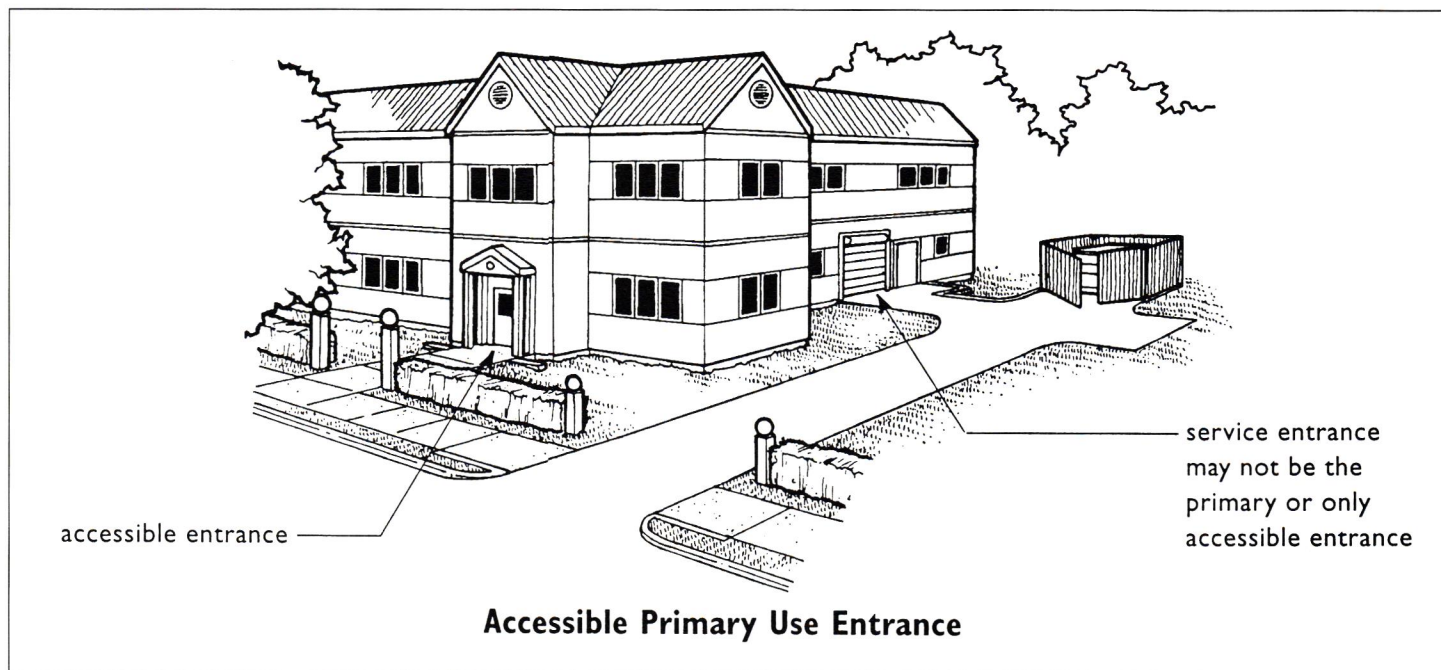 accessible entrance
service entrance
may not be the
primary or only
accessible entrance
Accessible Primary Use Entrance